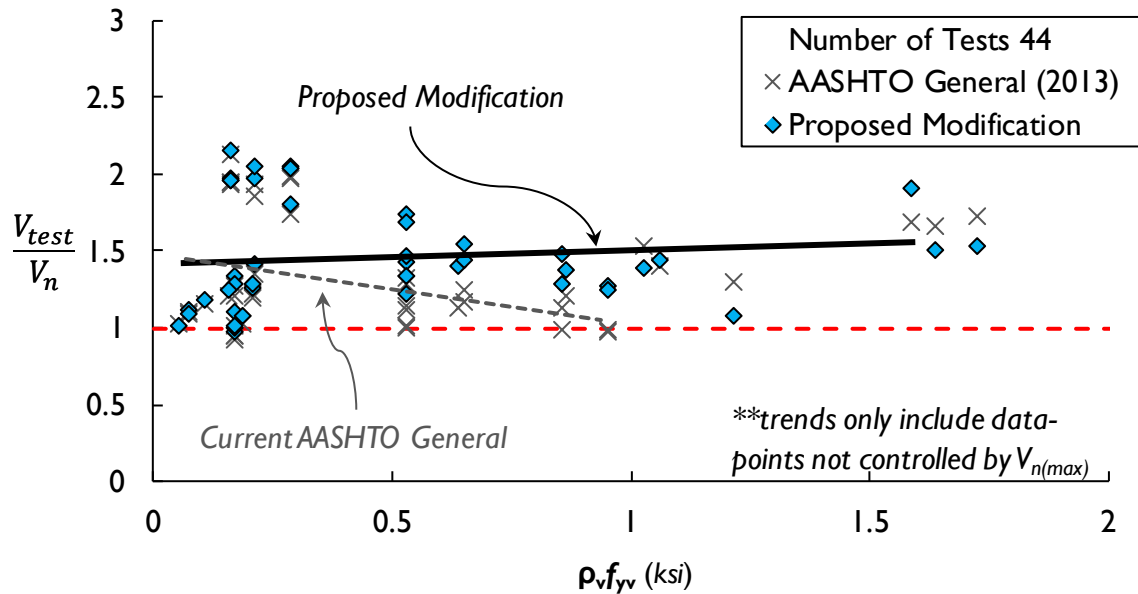 3
2.5
2
1.5
1
0.5
0
V_test
V_n
Number of Tests 44
AASHTO General (2013)
Proposed Modification
Proposed Modification
Current AASHTO General
**trends only include data-
points not controlled by V_n(max)
0 0.5 1 1.5 2
ρ_v f_yv (ksi)